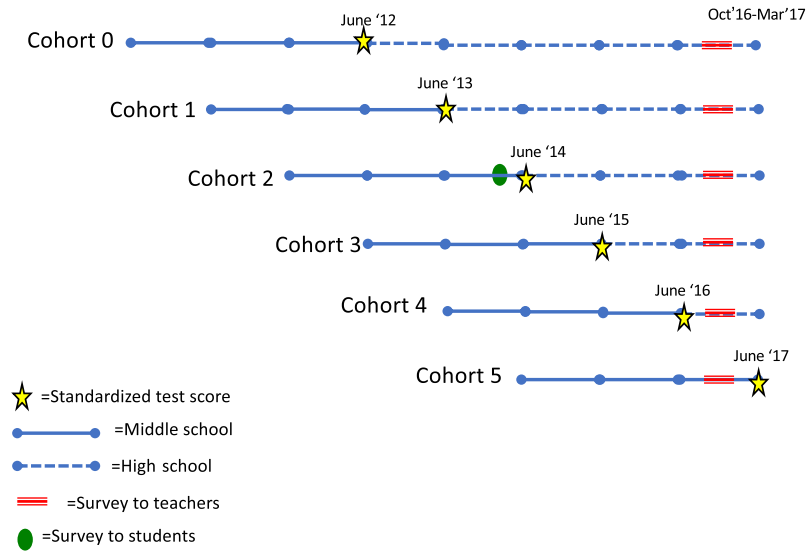 June ‘12
Oct’16-Mar’17
Cohort 0
June ‘13
Cohort 1
June ‘14
Cohort 2
June ‘15
Cohort 3
June ‘16
Cohort 4
June ‘17
Cohort 5
=Standardized test score
=Middle school
=High school
=Survey to teachers
=Survey to students